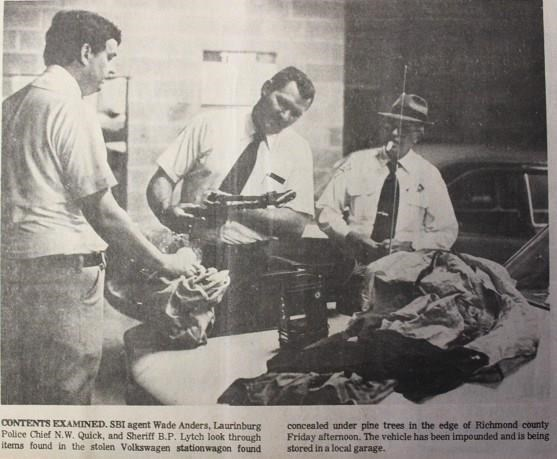 CONTENTS EXAMINED. SBI agent Wade Anders, Laurinburg
Police Chief N.W. Quick, and Sheriff B.P. Lytch look through
items found in the stolen Volkswagen stationwagon found
concealed under pine trees in the edge of Richmond county
Friday afternoon. The vehicle has been impounded and is being
stored in a local garage.